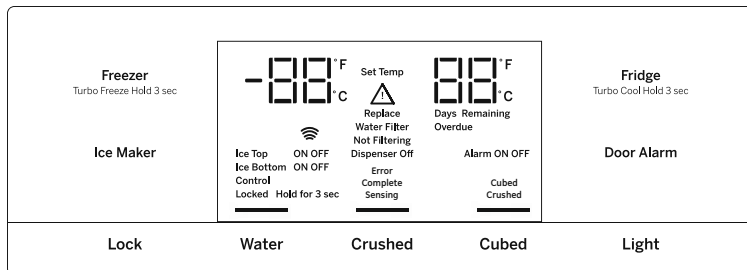 Freezer
Turbo Freeze Hold 3 sec
Ice Maker
-88 °F °C
Set Temp
88 °F °C
Replace
Water Filter
Not Filtering
Dispenser Off
Days Remaining
Overdue
Ice Top ON OFF
Ice Bottom ON OFF
Control
Locked Hold for 3 sec
Error
Complete
Sensing
Alarm ON OFF
Cubed
Crushed
Fridge
Turbo Cool Hold 3 sec
Door Alarm
Lock Water Crushed Cubed Light